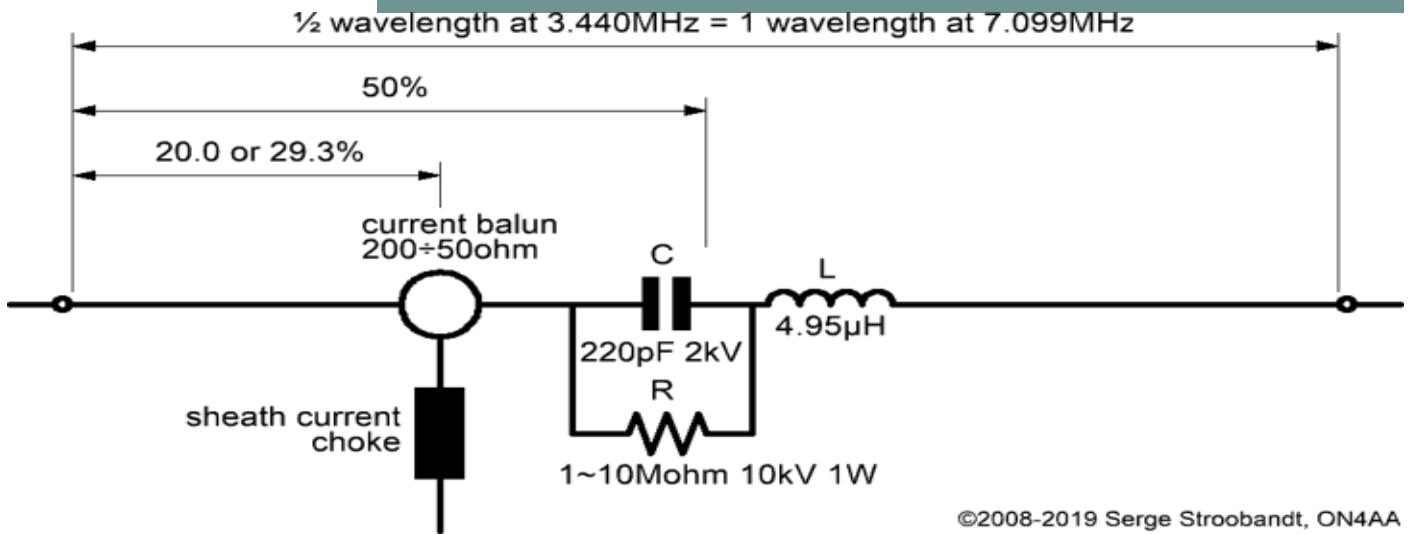 ½ wavelength at 3.440MHz = 1 wavelength at 7.099MHz
50%
20.0 or 29.3%
current balun
200÷50ohm
C
L
4.95µH
220pF 2kV
R
sheath current
choke
1~10Mohm 10kV 1W
©2008-2019 Serge Stroobandt, ON4AA